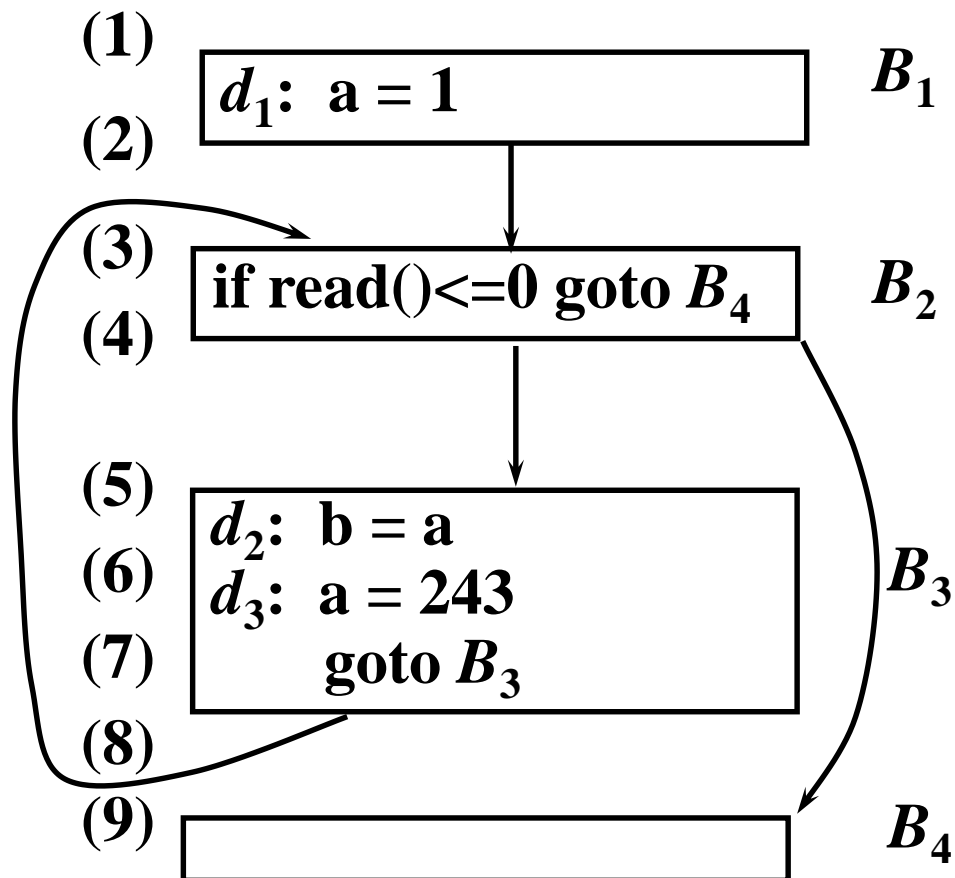 (1)
d₁: a = 1 B₁
(2)
(3)
if read()<=0 goto B₄ B₂
(4)
(5)
d₂: b = a
(6) B₃
d₃: a = 243
(7)
goto B₃
(8)
(9) B₄